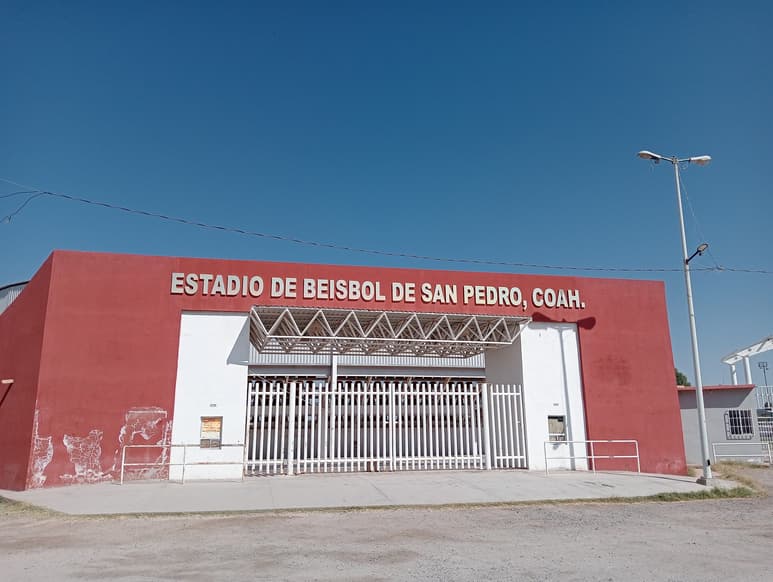 ESTADIO DE BEISBOL DE SAN PEDRO, COAH.